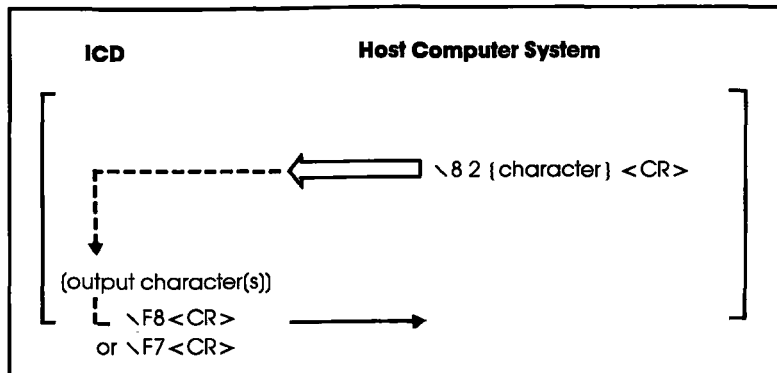 ICD Host Computer System
\8 2 {character} <CR>
(output character(s))
\F8<CR>
or \F7<CR>